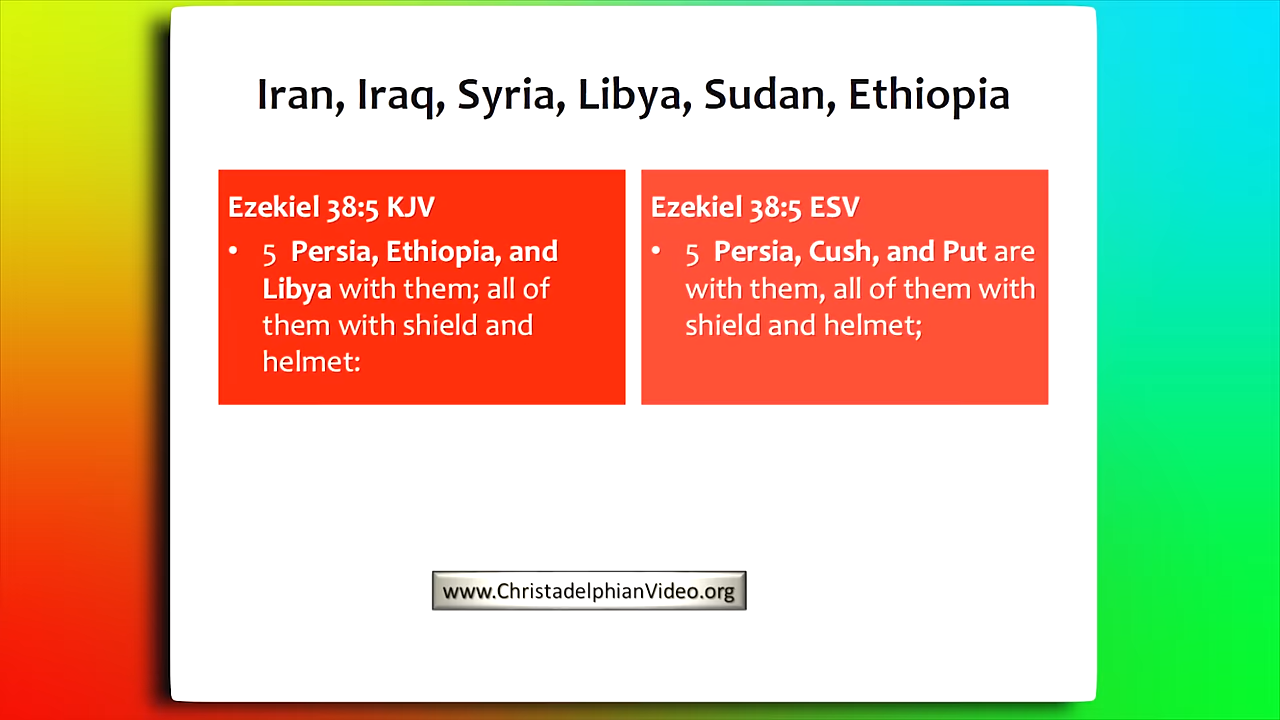 Iran, Iraq, Syria, Libya, Sudan, Ethiopia
Ezekiel 38:5 KJV
• 5 Persia, Ethiopia, and
Libya with them; all of
them with shield and
helmet:
Ezekiel 38:5 ESV
• 5 Persia, Cush, and Put are
with them, all of them with
shield and helmet;
www.ChristadelphianVideo.org